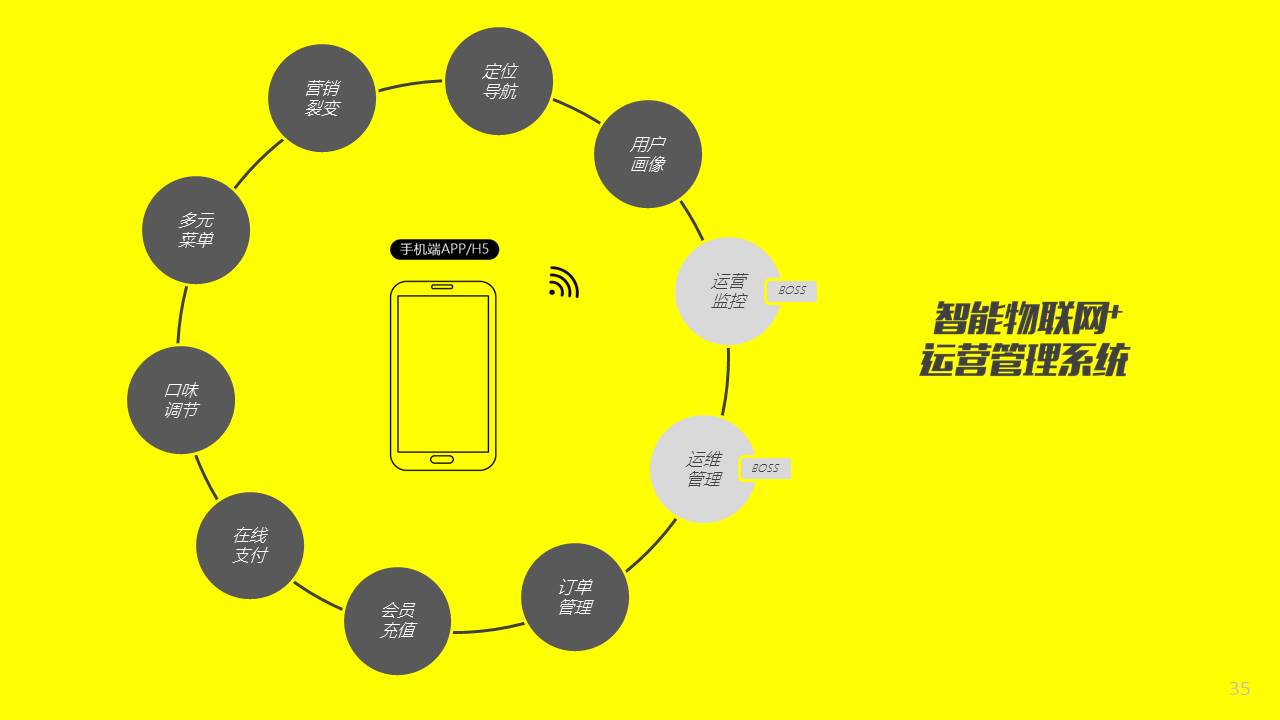 定位
导航
营销
裂变
用户
画像
多元
菜单
手机端APP/H5
运营
监控
BOSS
智能物联网+
运营管理系统
口味
调节
运维
管理
BOSS
在线
支付
订单
管理
会员
充值
35